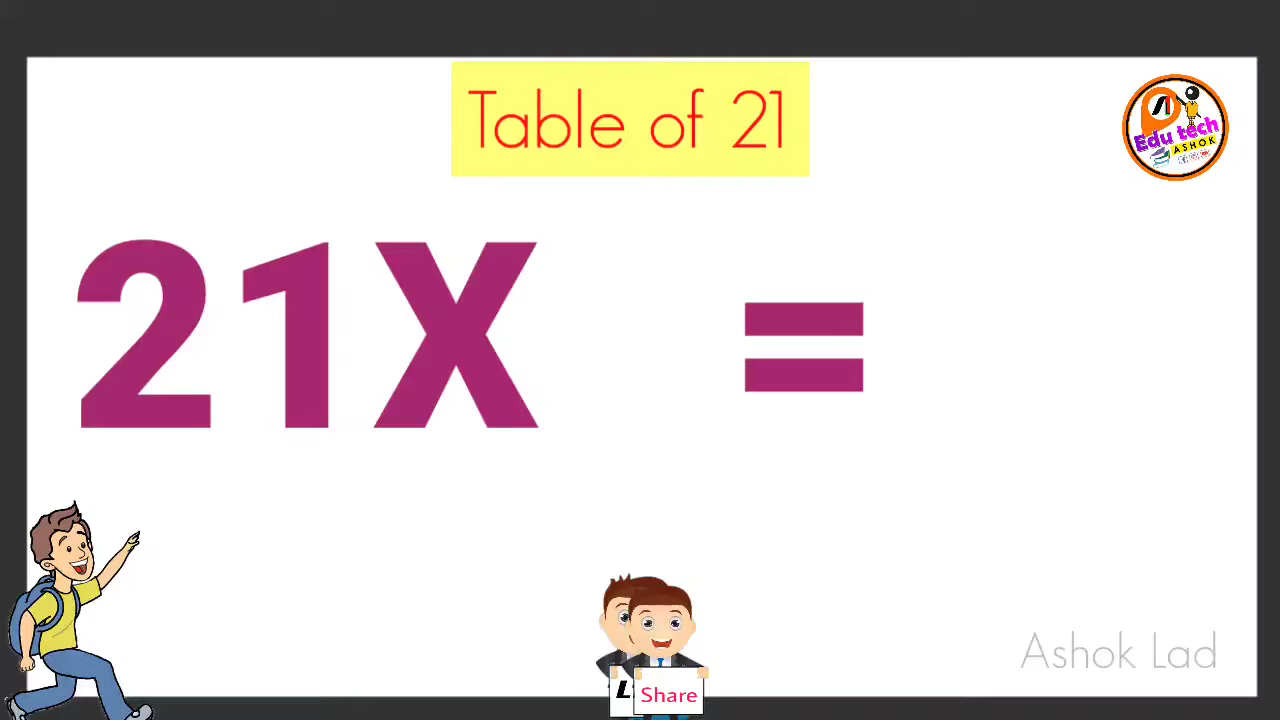 Table of 21
Edu tech
ASHOK
21X =
Ashok Lad
L
Share